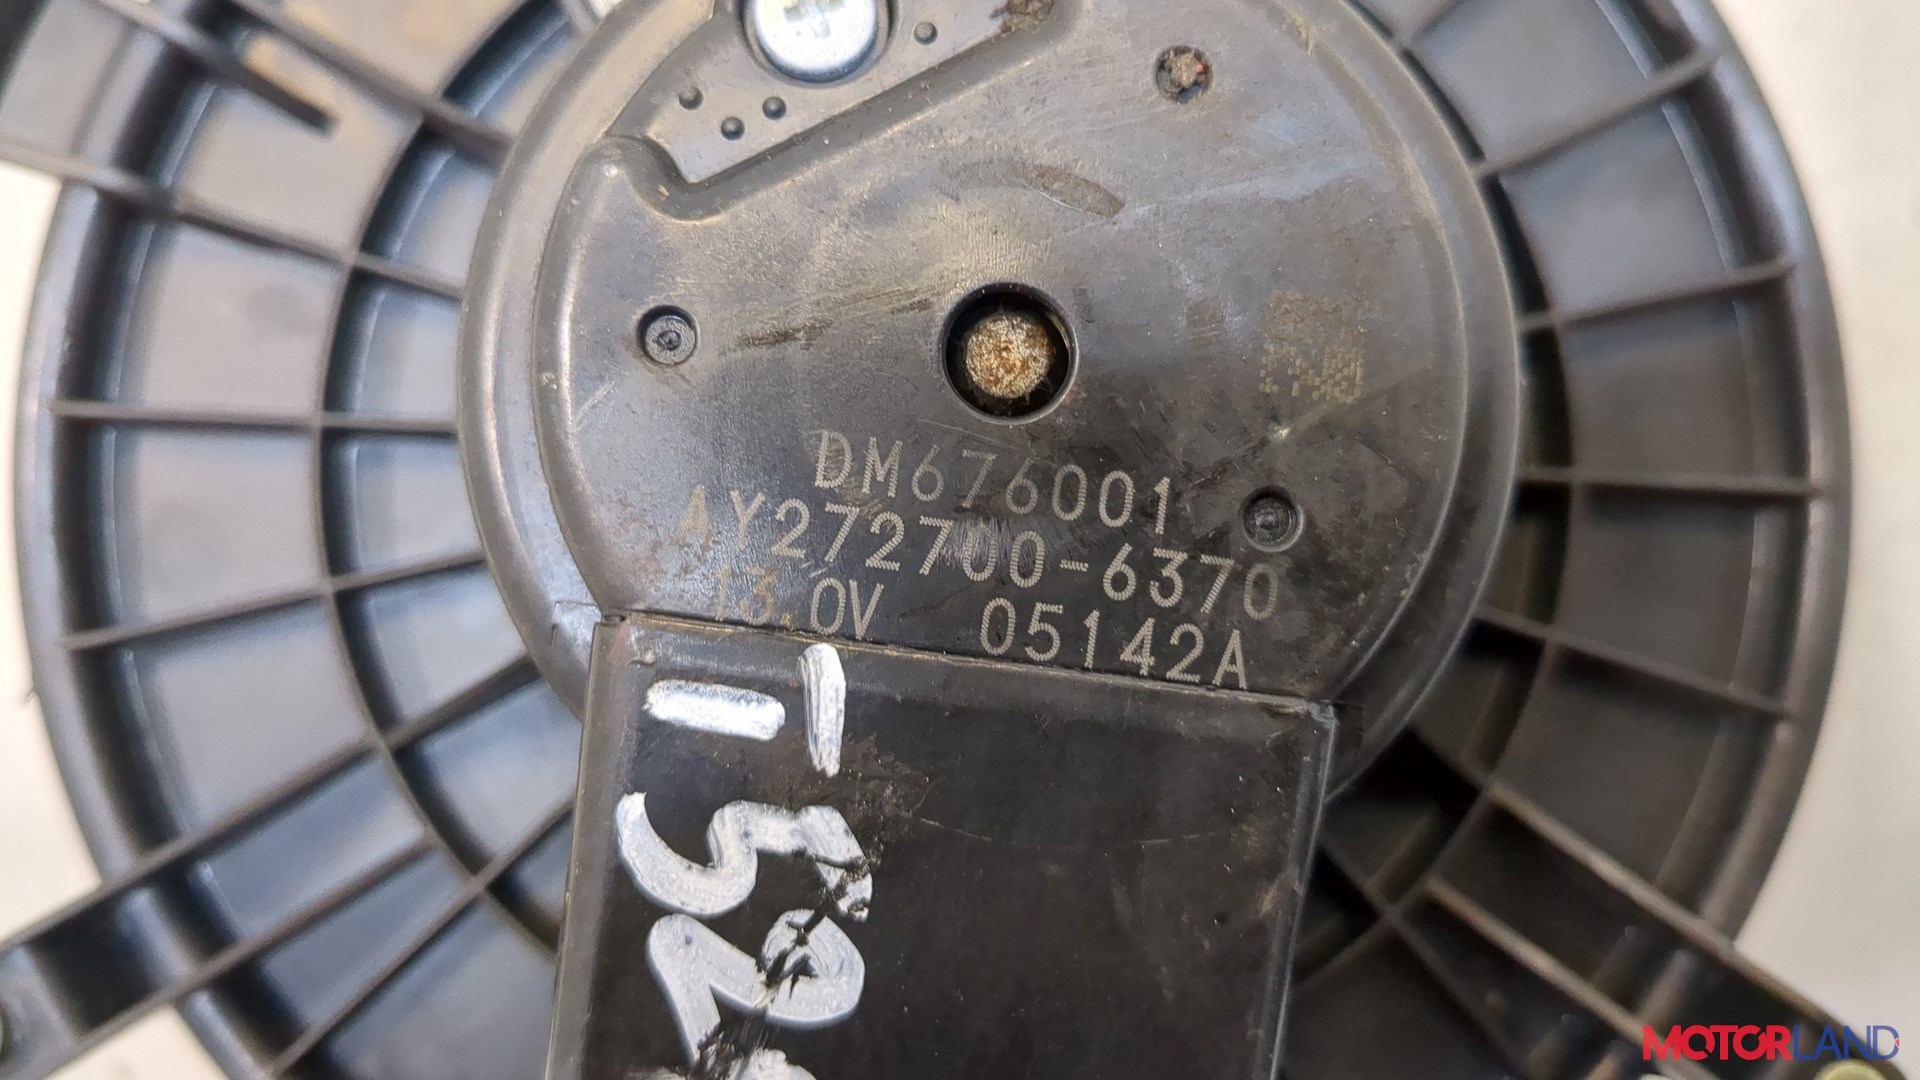 DM676001
AY272700-6370
13.0V 05142A
MOTORLAND